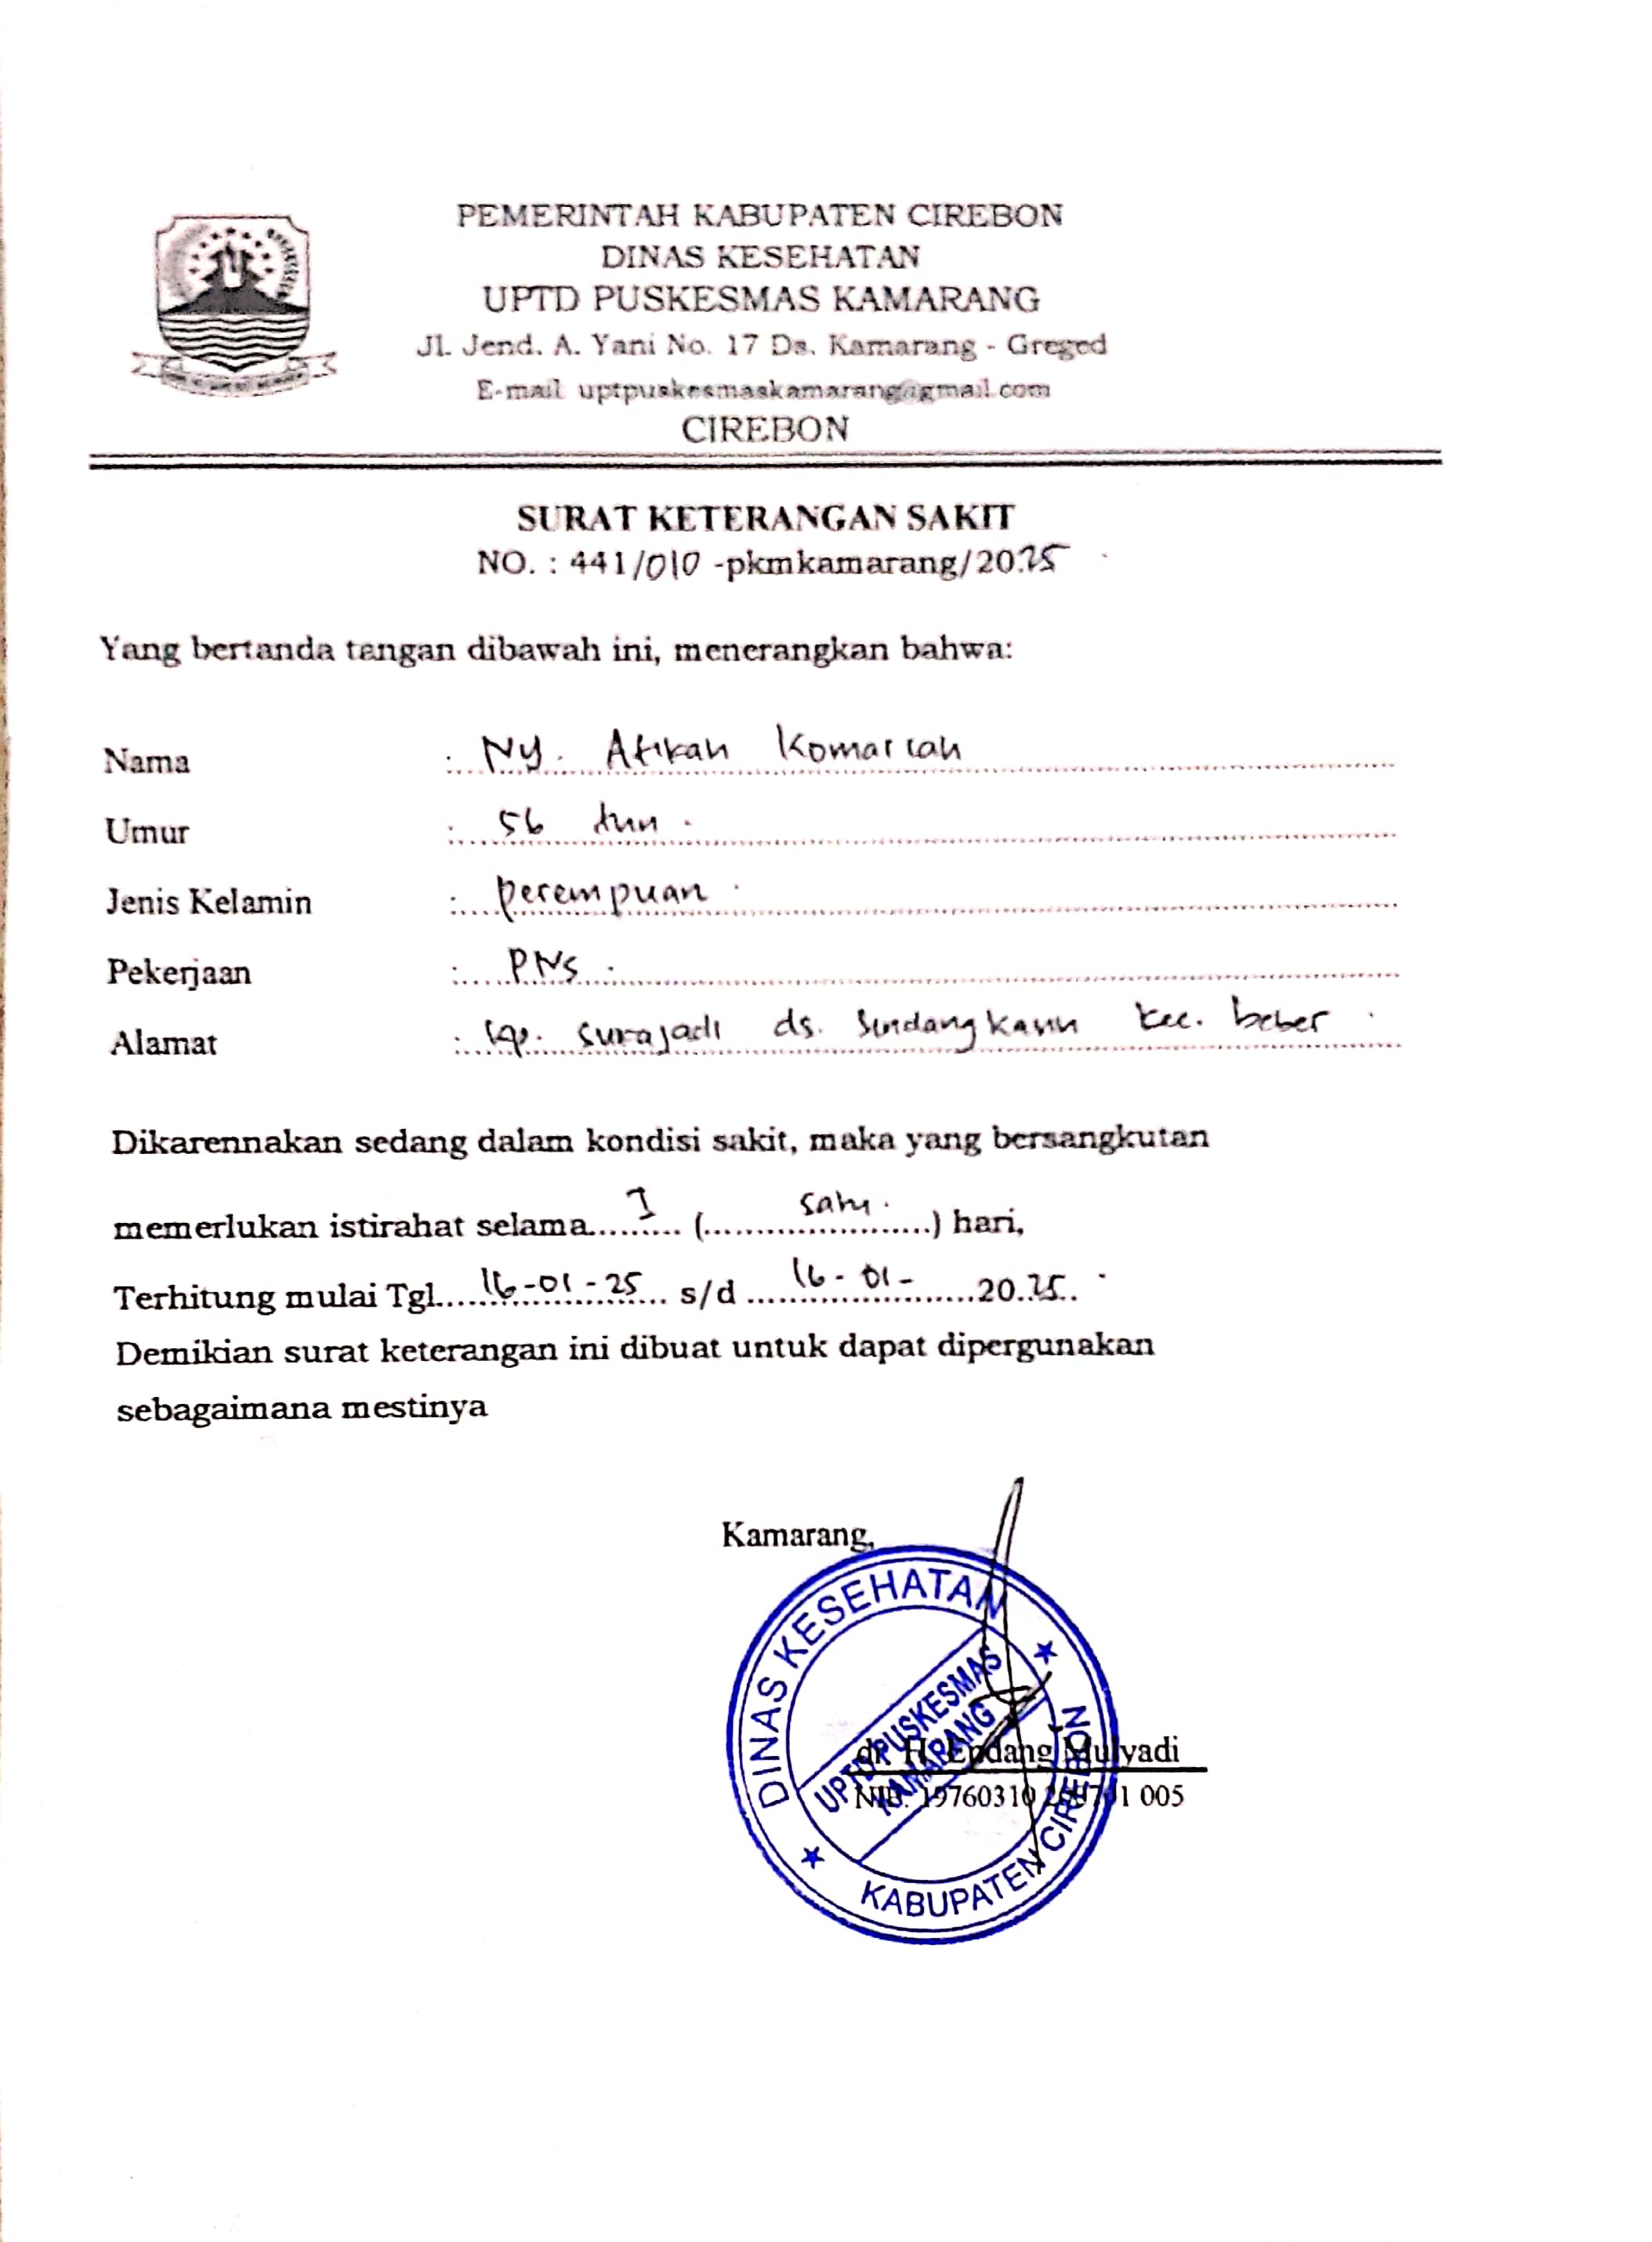 PEMERINTAH KABUPATEN CIREBON
DINAS KESEHATAN
UPTD PUSKESMAS KAMARANG
Jl. Jend. A. Yani No. 17 Ds. Kamarang - Greged
E-mail uptpuskesmaskamarang@gmail.com
CIREBON
SURAT KETERANGAN SAKIT
NO. : 441/010 -pkmkamarang/2025
Yang bertanda tangan dibawah ini, menerangkan bahwa:
Nama : Ny. Atikah Komariah
Umur : 56 thn.
Jenis Kelamin : perempuan.
Pekerjaan : PNS.
Alamat : kp. surajadi ds. Sindangkasih kec. beber.
Dikarennakan sedang dalam kondisi sakit, maka yang bersangkutan
memerlukan istirahat selama 1 (satu.) hari,
Terhitung mulai Tgl. 16-01-25 s/d 16-01-2025.
Demikian surat keterangan ini dibuat untuk dapat dipergunakan
sebagaimana mestinya
Kamarang,
DINAS KESEHATAN
UPTD PUSKESMAS
KAMARANG
KABUPATEN CIREBON
dr. H. Endang Mulyadi
NIP. 19760310 005